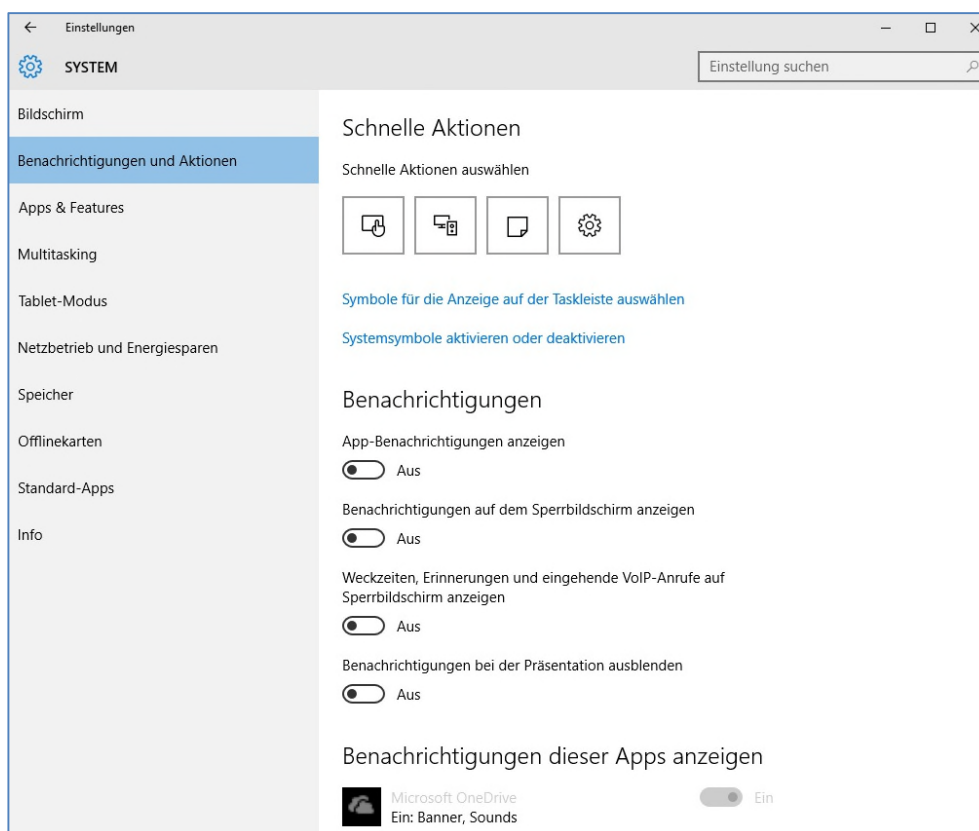 Einstellungen
SYSTEM
Einstellung suchen
Bildschirm
Benachrichtigungen und Aktionen
Apps & Features
Multitasking
Tablet-Modus
Netzbetrieb und Energiesparen
Speicher
Offlinekarten
Standard-Apps
Info
Schnelle Aktionen
Schnelle Aktionen auswählen
Symbole für die Anzeige auf der Taskleiste auswählen
Systemsymbole aktivieren oder deaktivieren
Benachrichtigungen
App-Benachrichtigungen anzeigen
Aus
Benachrichtigungen auf dem Sperrbildschirm anzeigen
Aus
Weckzeiten, Erinnerungen und eingehende VoIP-Anrufe auf
Sperrbildschirm anzeigen
Aus
Benachrichtigungen bei der Präsentation ausblenden
Aus
Benachrichtigungen dieser Apps anzeigen
Microsoft OneDrive
Ein
Ein: Banner, Sounds